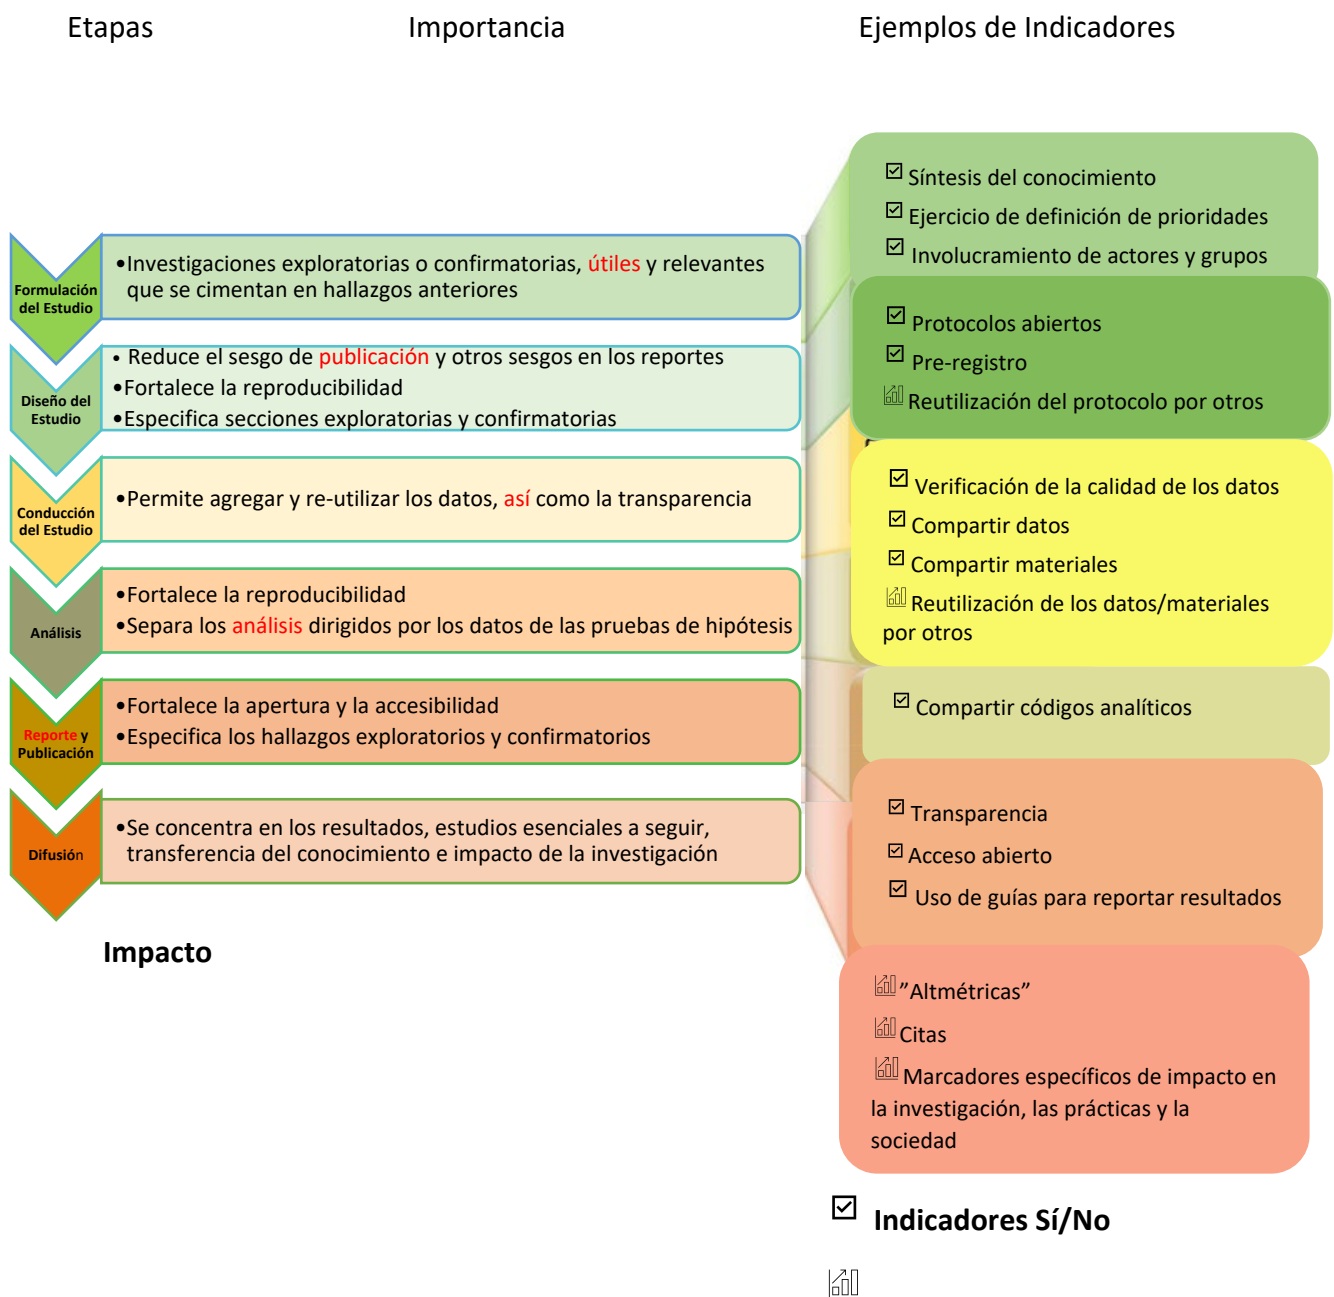 Etapas
Importancia
Ejemplos de Indicadores
Formulación
del Estudio
•Investigaciones exploratorias o confirmatorias, útiles y relevantes
que se cimentan en hallazgos anteriores
Diseño del
Estudio
• Reduce el sesgo de publicación y otros sesgos en los reportes
•Fortalece la reproducibilidad
•Especifica secciones exploratorias y confirmatorias
Conducción
del Estudio
•Permite agregar y re-utilizar los datos, así como la transparencia
Análisis
•Fortalece la reproducibilidad
•Separa los análisis dirigidos por los datos de las pruebas de hipótesis
Reporte y
Publicación
•Fortalece la apertura y la accesibilidad
•Especifica los hallazgos exploratorios y confirmatorios
Difusión
•Se concentra en los resultados, estudios esenciales a seguir,
transferencia del conocimiento e impacto de la investigación
Impacto
☑ Síntesis del conocimiento
☑ Ejercicio de definición de prioridades
☑ Involucramiento de actores y grupos
☑ Protocolos abiertos
☑ Pre-registro
Reutilización del protocolo por otros
☑ Verificación de la calidad de los datos
☑ Compartir datos
☑ Compartir materiales
Reutilización de los datos/materiales
por otros
☑ Compartir códigos analíticos
☑ Transparencia
☑ Acceso abierto
☑ Uso de guías para reportar resultados
”Altmétricas”
Citas
Marcadores específicos de impacto en
la investigación, las prácticas y la
sociedad
☑ Indicadores Sí/No